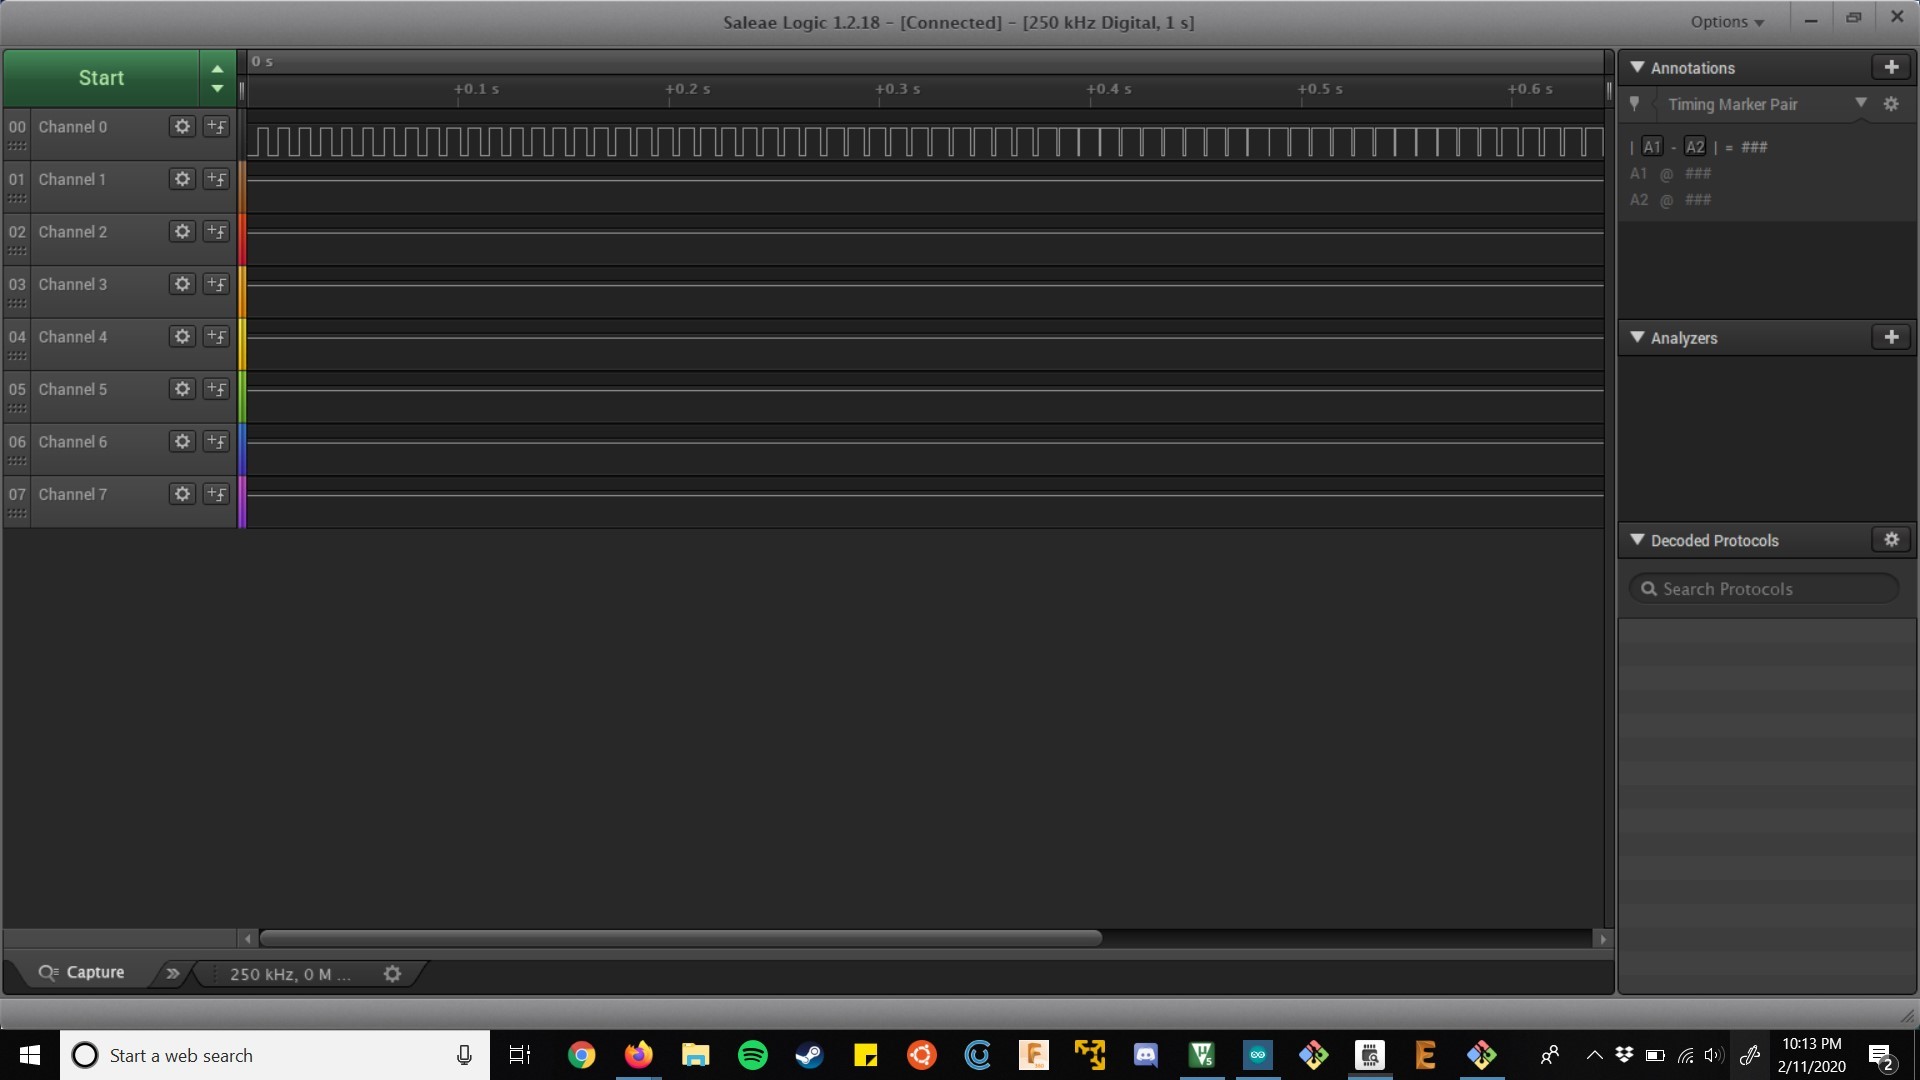 Saleae Logic 1.2.18 - [Connected] - [250 kHz Digital, 1 s]
Options
Start
0 s
+0.1 s +0.2 s +0.3 s +0.4 s +0.5 s +0.6 s
00 Channel 0
01 Channel 1
02 Channel 2
03 Channel 3
04 Channel 4
05 Channel 5
06 Channel 6
07 Channel 7
Annotations
Timing Marker Pair
| A1 - A2 | = ###
A1 @ ###
A2 @ ###
Analyzers
Decoded Protocols
Search Protocols
Capture
250 kHz, 0 M ...
Start a web search
10:13 PM
2/11/2020
2